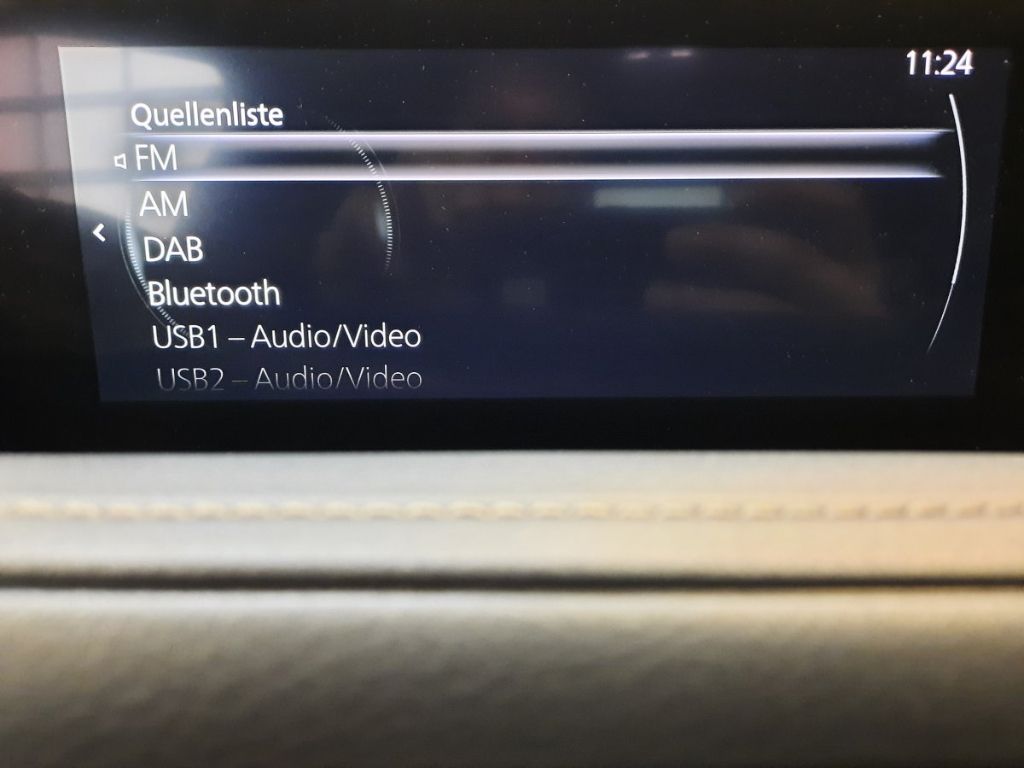 11:24
Quellenliste
FM
AM
DAB
Bluetooth
USB1 – Audio/Video
USB2 – Audio/Video